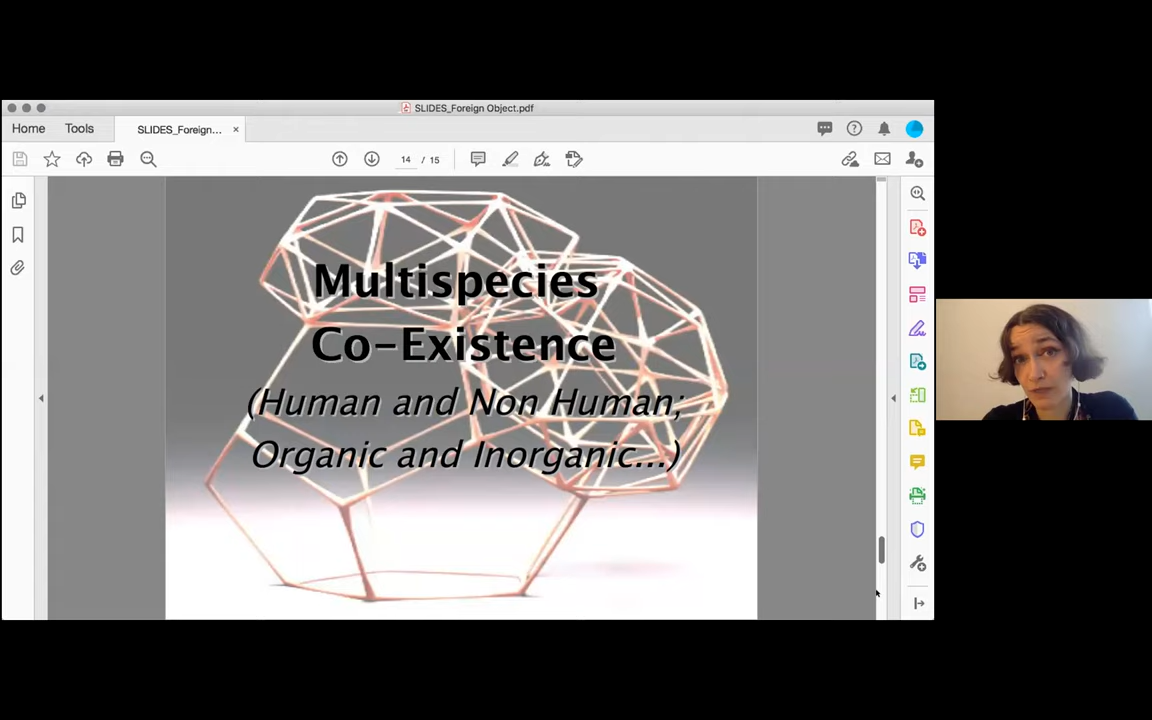 SLIDES_Foreign Object.pdf
Home Tools SLIDES_Foreign... ×
14 / 15
Multispecies
Co-Existence
(Human and Non Human;
Organic and Inorganic...)